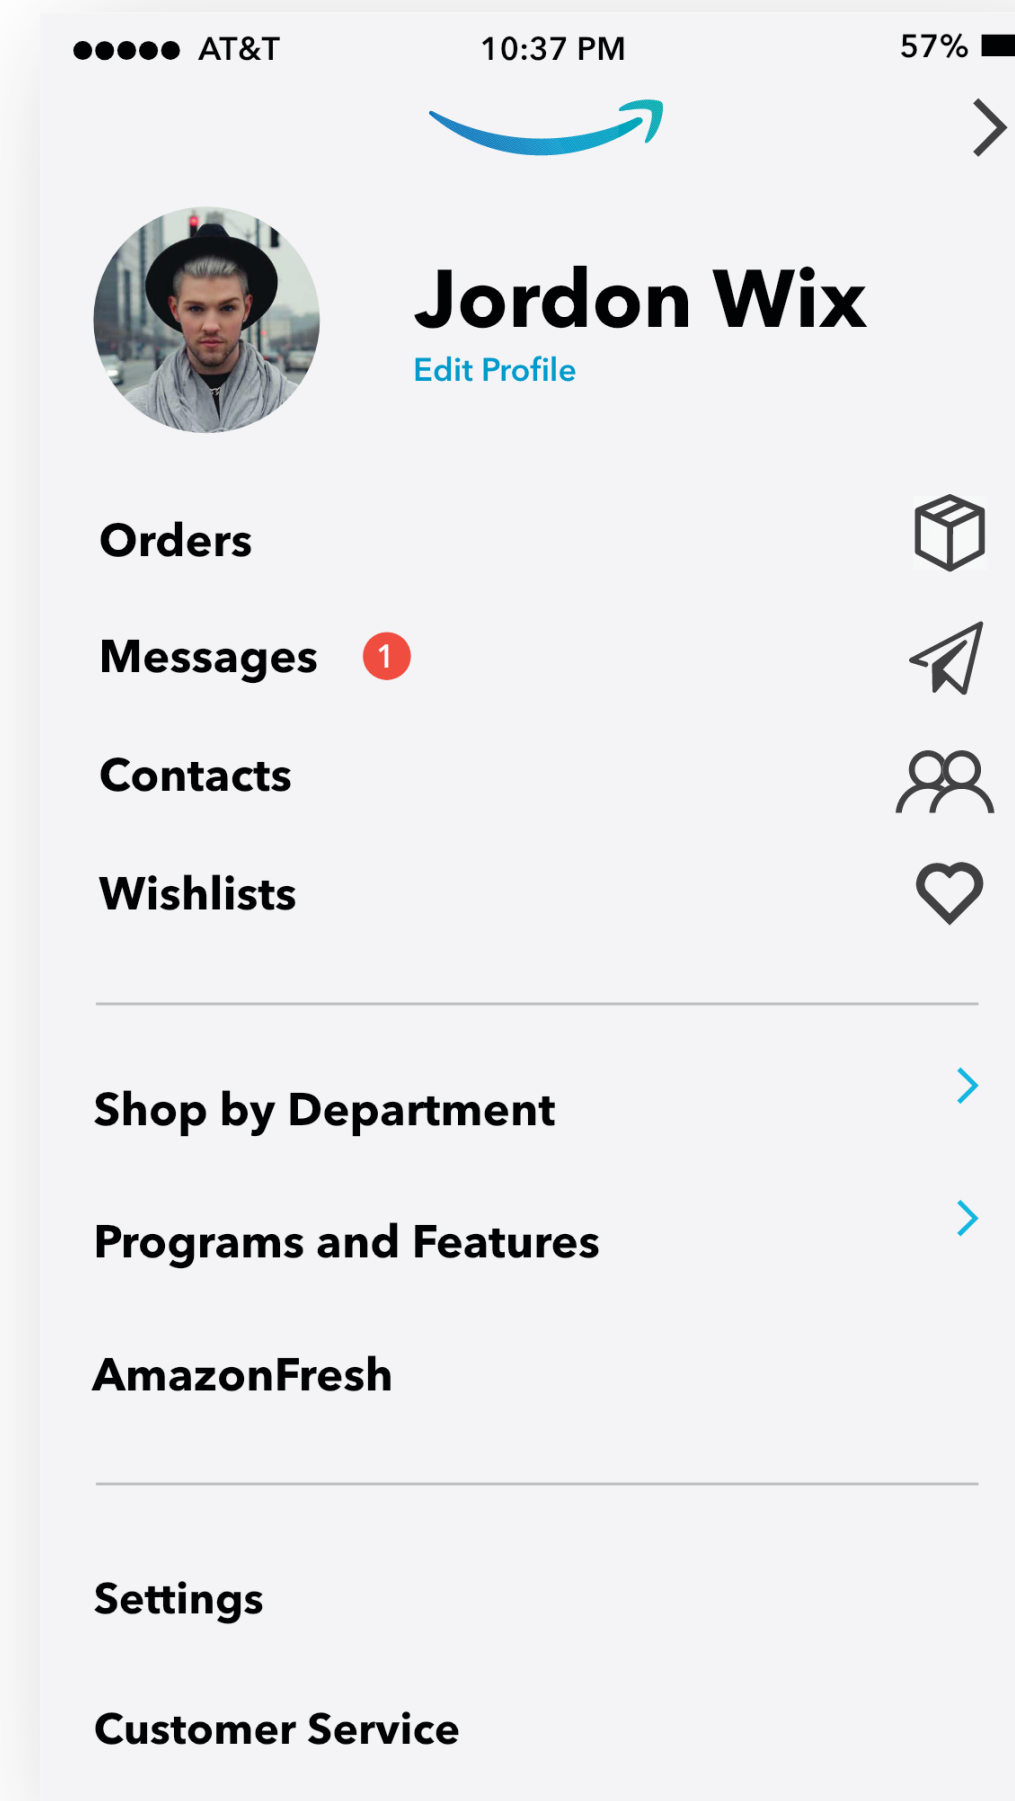 AT&T 10:37 PM 57%
Jordon Wix
Edit Profile
Orders
Messages 1
Contacts
Wishlists
Shop by Department
Programs and Features
AmazonFresh
Settings
Customer Service